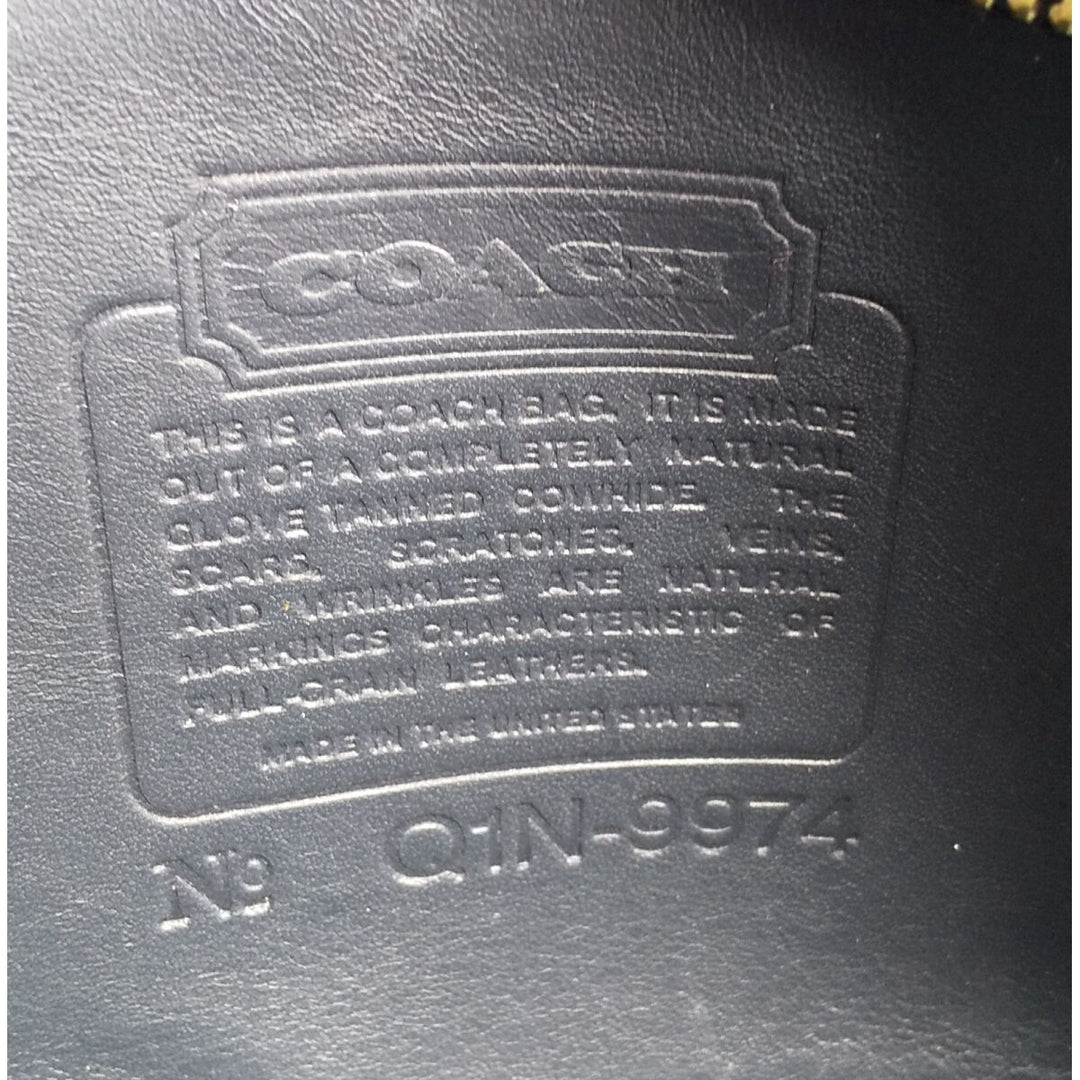 COACH
THIS IS A COACH BAG. IT IS MADE
OUT OF A COMPLETELY NATURAL
GLOVE TANNED COWHIDE. THE
SCARS, SCRATCHES, VEINS,
AND WRINKLES ARE NATURAL
MARKINGS CHARACTERISTIC OF
FULL-GRAIN LEATHERS.
MADE IN THE UNITED STATES
Nº Q1N-9974